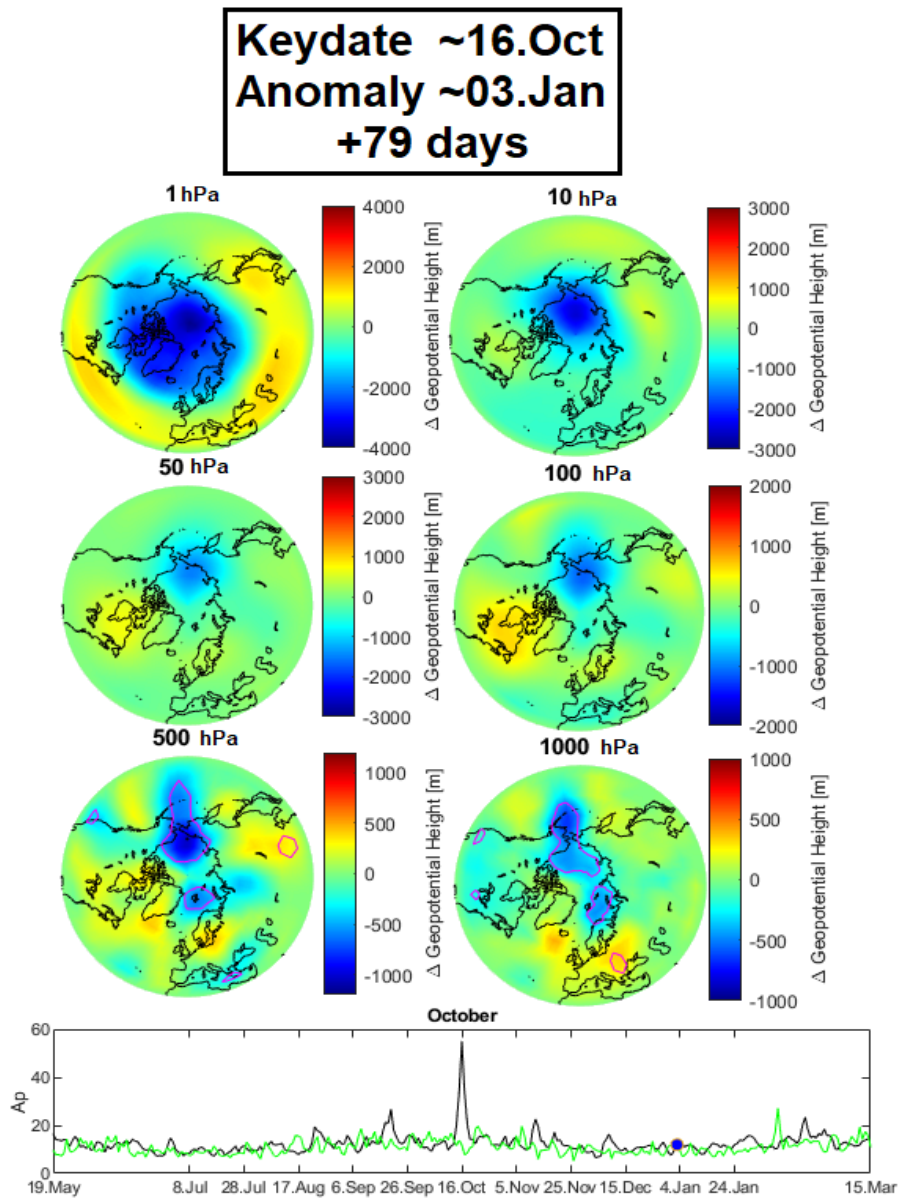 Keydate ~16.Oct
Anomaly ~03.Jan
+79 days
1 hPa
4000
2000
0
-2000
-4000
Δ Geopotential Height [m]
10 hPa
3000
2000
1000
0
-1000
-2000
-3000
Δ Geopotential Height [m]
50 hPa
3000
2000
1000
0
-1000
-2000
-3000
Δ Geopotential Height [m]
100 hPa
2000
1000
0
-1000
-2000
Δ Geopotential Height [m]
500 hPa
1000
500
0
-500
-1000
Δ Geopotential Height [m]
1000 hPa
1000
500
0
-500
-1000
Δ Geopotential Height [m]
October
Ap
60
40
20
0
19.May 8.Jul 28.Jul 17.Aug 6.Sep 26.Sep 16.Oct 5.Nov 25.Nov 15.Dec 4.Jan 24.Jan 15.Mar